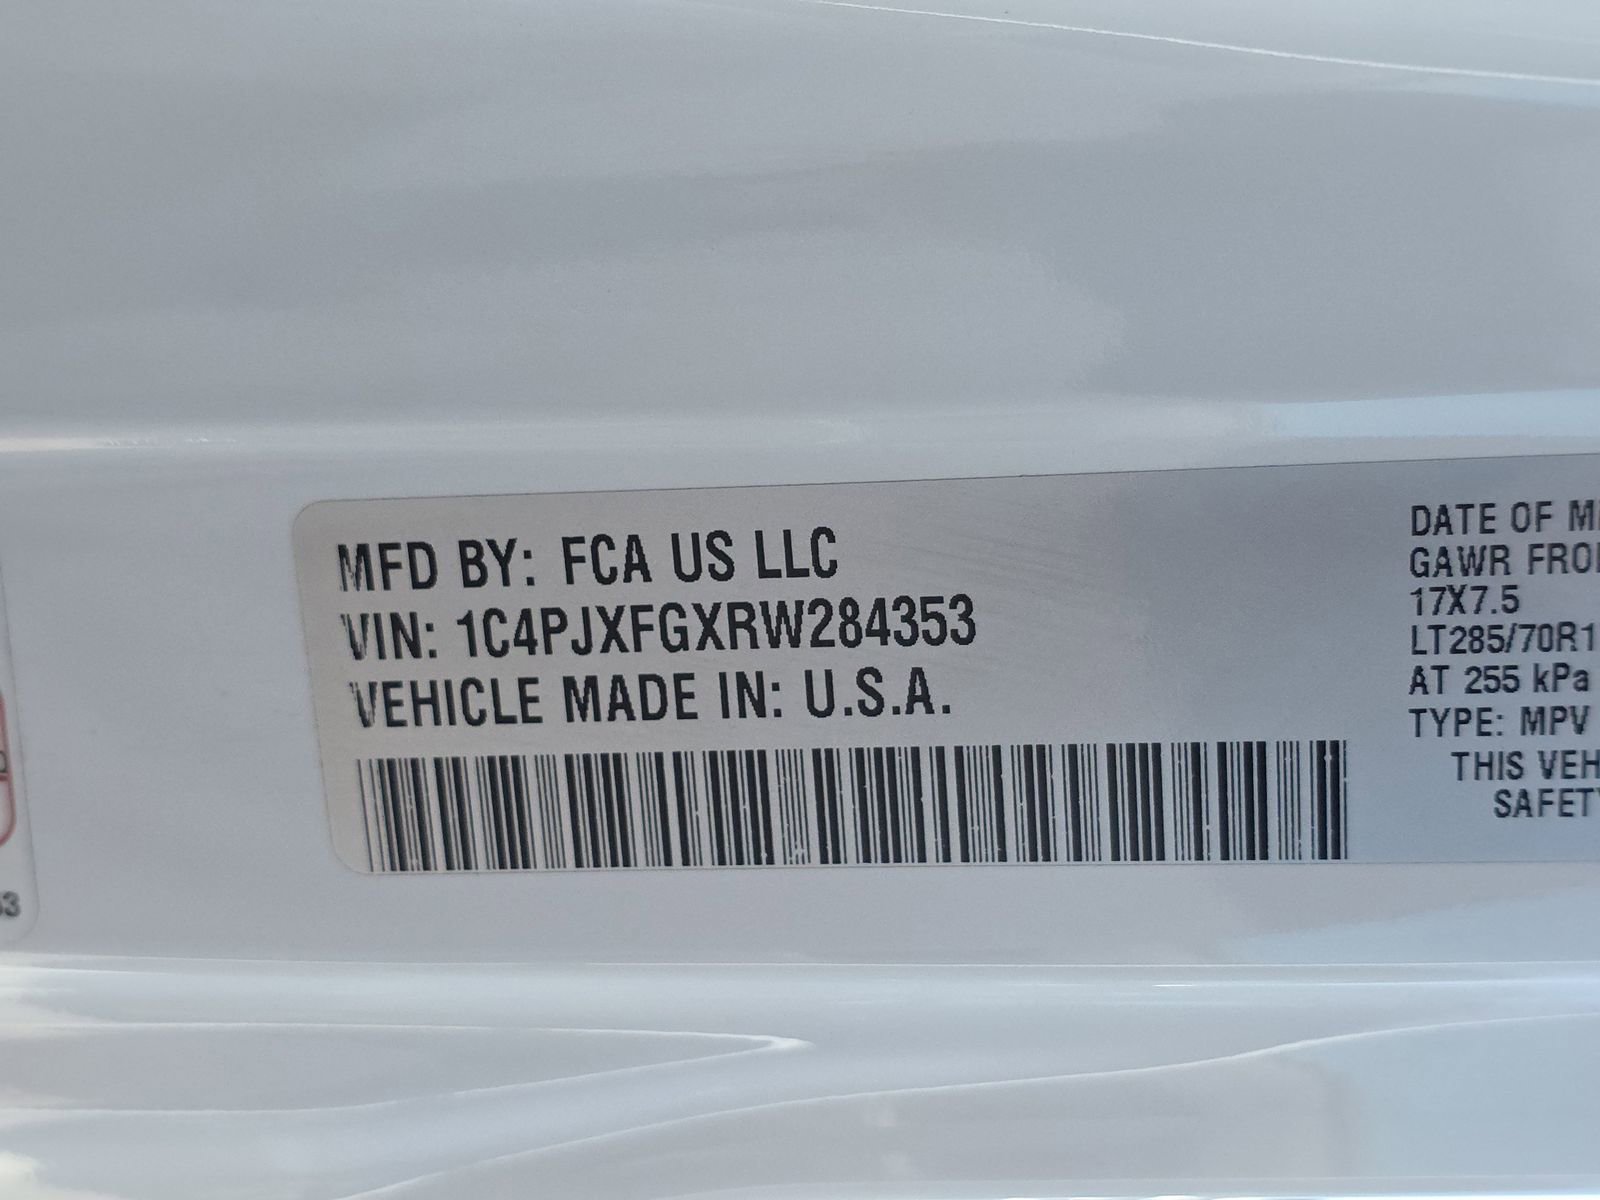 MFD BY: FCA US LLC
VIN: 1C4PJXFGXRW284353
VEHICLE MADE IN: U.S.A.
DATE OF M
GAWR FRO
17X7.5
LT285/70R1
AT 255 kPa
TYPE: MPV
THIS VEH
SAFETY